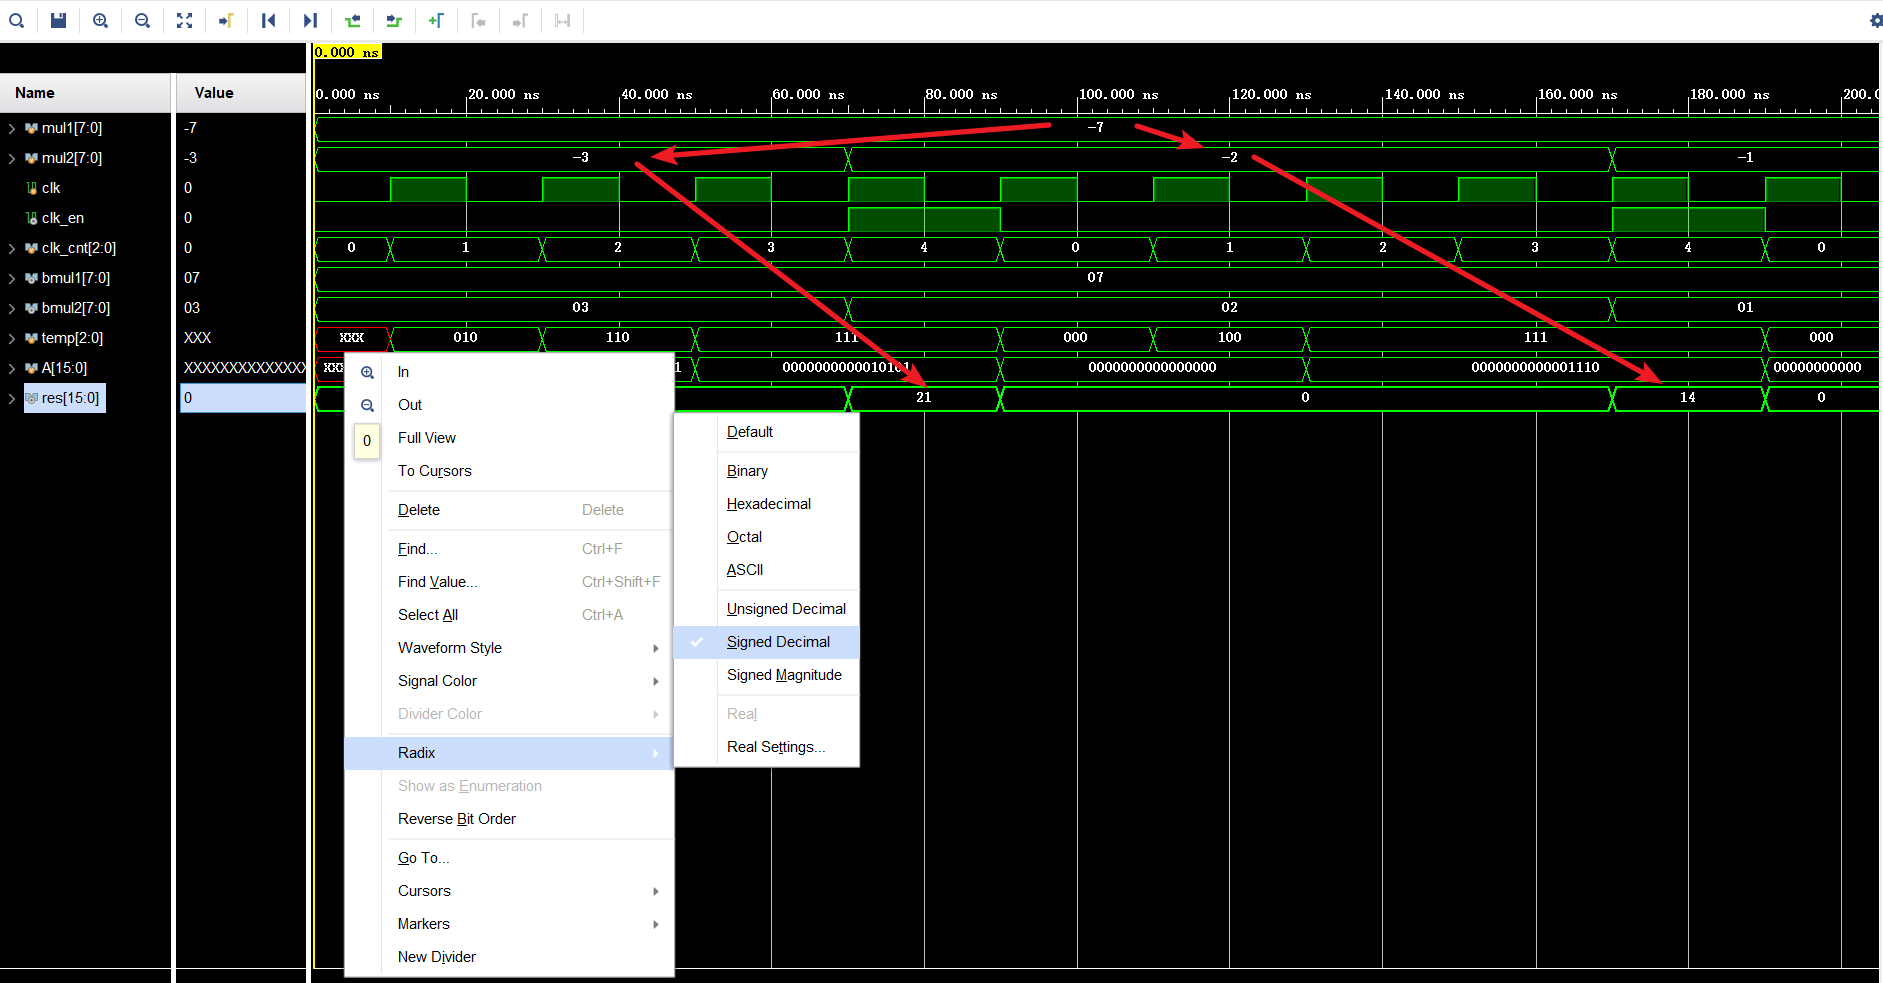 0.000 ns
Name Value
0.000 ns 20.000 ns 40.000 ns 60.000 ns 80.000 ns 100.000 ns 120.000 ns 140.000 ns 160.000 ns 180.000 ns 200.0
mul1[7:0] -7 -7
mul2[7:0] -3 -3 -2 -1
clk 0
clk_en 0
clk_cnt[2:0] 0 0 1 2 3 4 0 1 2 3 4 0
bmul1[7:0] 07 07
bmul2[7:0] 03 03 02 01
temp[2:0] XXX XXX 010 110 111 000 100 111 000
A[15:0] XXXXXXXXXXXXXX XXX 1 0000000000010101 0000000000000000 0000000000001110 00000000000
res[15:0] 0 21 0 14 0
In
Out
0
Full View
To Cursors
Delete Delete
Find... Ctrl+F
Find Value... Ctrl+Shift+F
Select All Ctrl+A
Waveform Style
Signal Color
Divider Color
Radix
Show as Enumeration
Reverse Bit Order
Go To...
Cursors
Markers
New Divider
Default
Binary
Hexadecimal
Octal
ASCII
Unsigned Decimal
Signed Decimal
Signed Magnitude
Real
Real Settings...